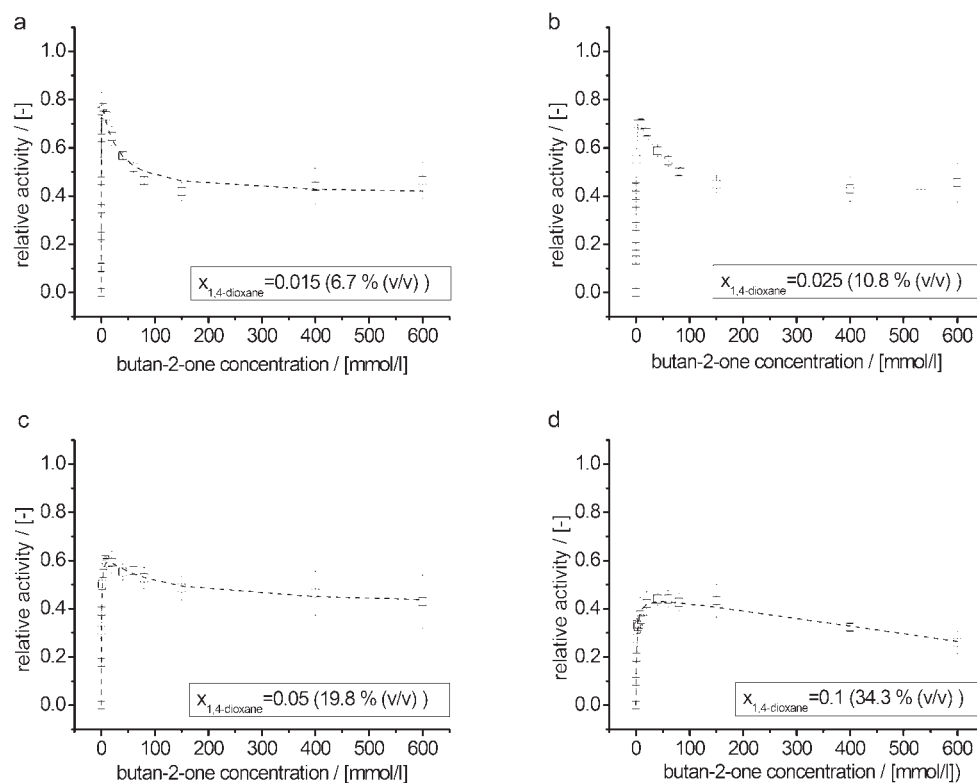 a
1.0
0.8
0.6
0.4
0.2
0.0
relative activity / [-]
x1,4-dioxane=0.015 (6.7 % (v/v) )
0 100 200 300 400 500 600
butan-2-one concentration / [mmol/l]
b
1.0
0.8
0.6
0.4
0.2
0.0
relative activity / [-]
x1,4-dioxane=0.025 (10.8 % (v/v) )
0 100 200 300 400 500 600
butan-2-one concentration / [mmol/l]
c
1.0
0.8
0.6
0.4
0.2
0.0
relative activity / [-]
x1,4-dioxane=0.05 (19.8 % (v/v) )
0 100 200 300 400 500 600
butan-2-one concentration / [mmol/l]
d
1.0
0.8
0.6
0.4
0.2
0.0
relative activity / [-]
x1,4-dioxane=0.1 (34.3 % (v/v) )
0 100 200 300 400 500 600
butan-2-one concentration / [mmol/l])